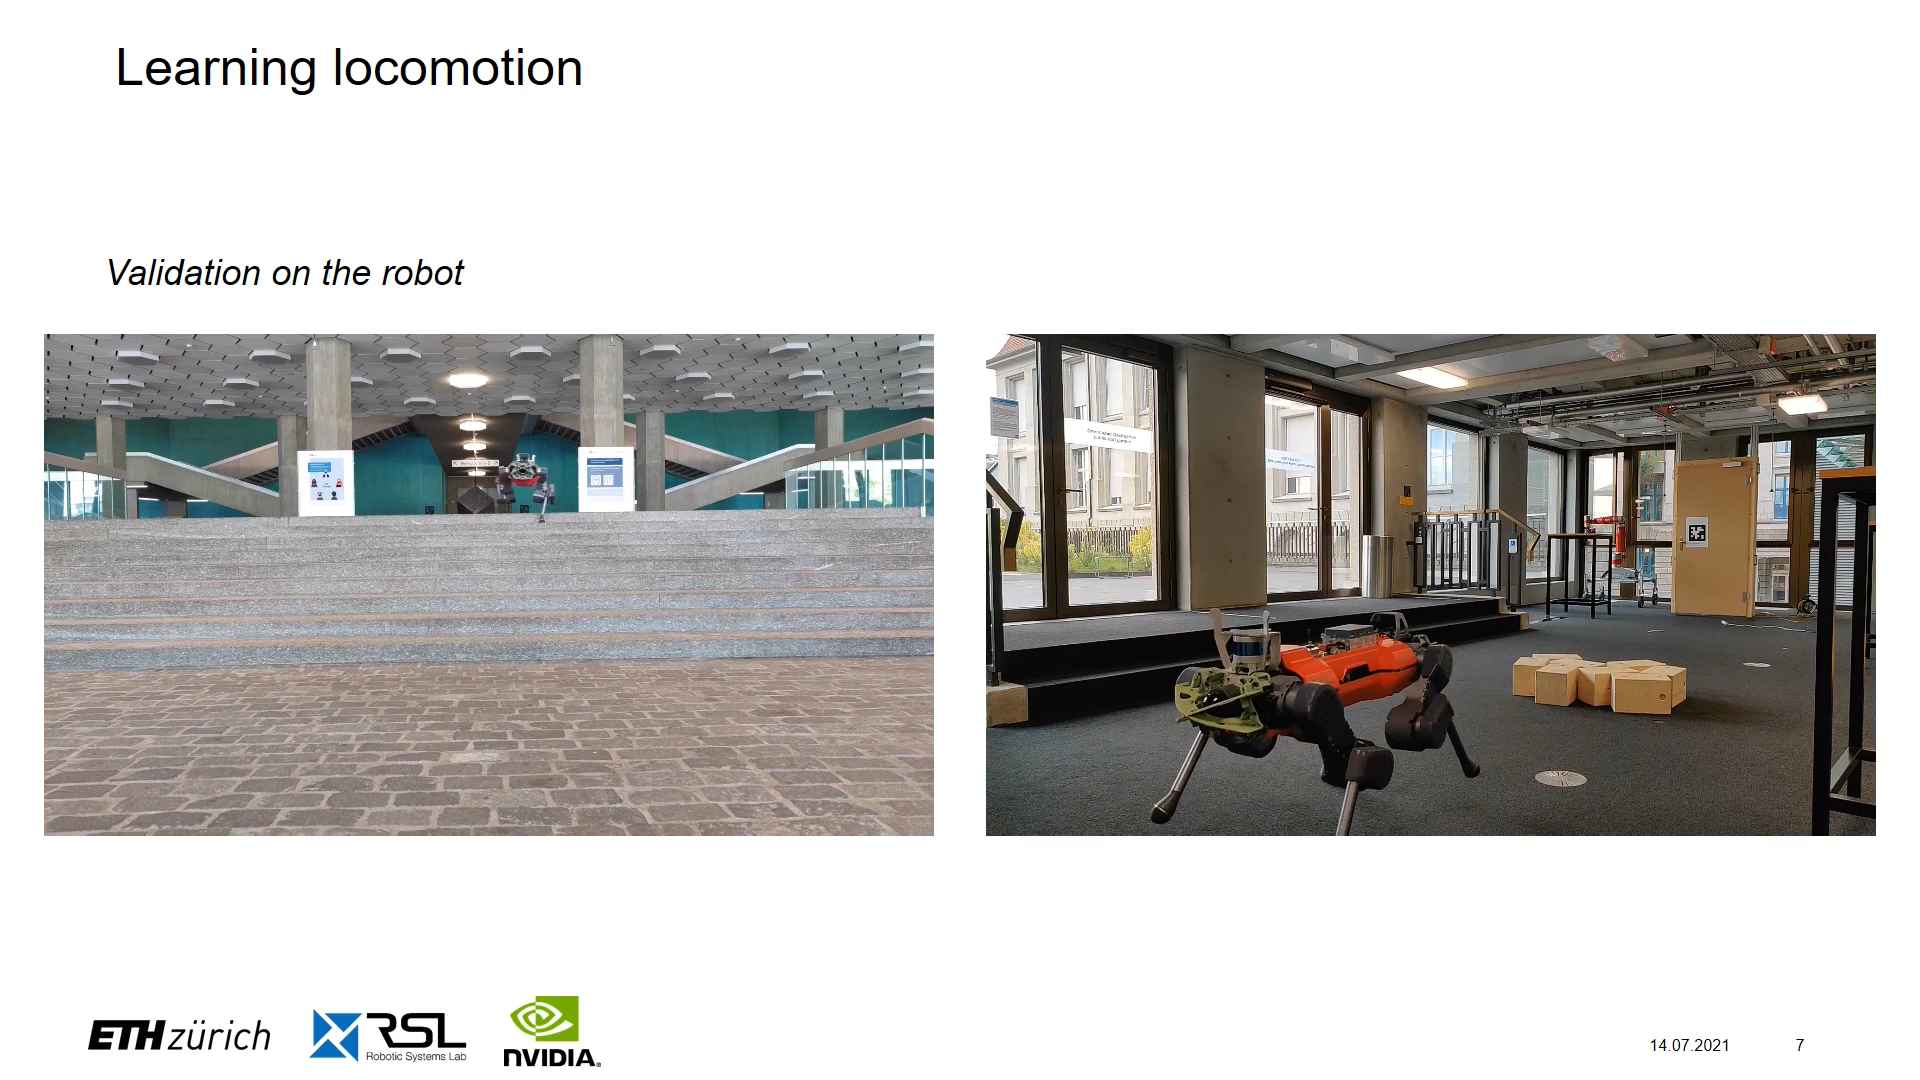 Learning locomotion
Validation on the robot
ETH zürich
RSL
Robotic Systems Lab
NVIDIA.
14.07.2021
7